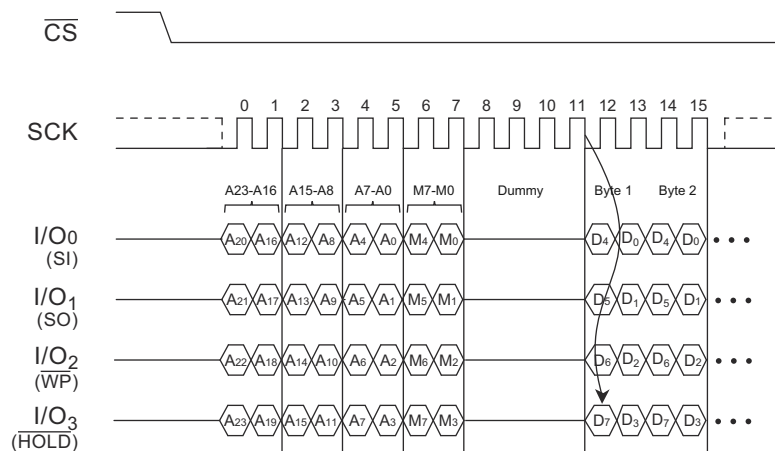 CS
0 1 2 3 4 5 6 7 8 9 10 11 12 13 14 15
SCK
A23-A16 A15-A8 A7-A0 M7-M0 Dummy Byte 1 Byte 2
I/O0 A20 A16 A12 A8 A4 A0 M4 M0 D4 D0 D4 D0
(SI)
I/O1 A21 A17 A13 A9 A5 A1 M5 M1 D5 D1 D5 D1
(SO)
I/O2 A22 A18 A14 A10 A6 A2 M6 M2 D6 D2 D6 D2
(WP)
I/O3 A23 A19 A15 A11 A7 A3 M7 M3 D7 D3 D7 D3
(HOLD)